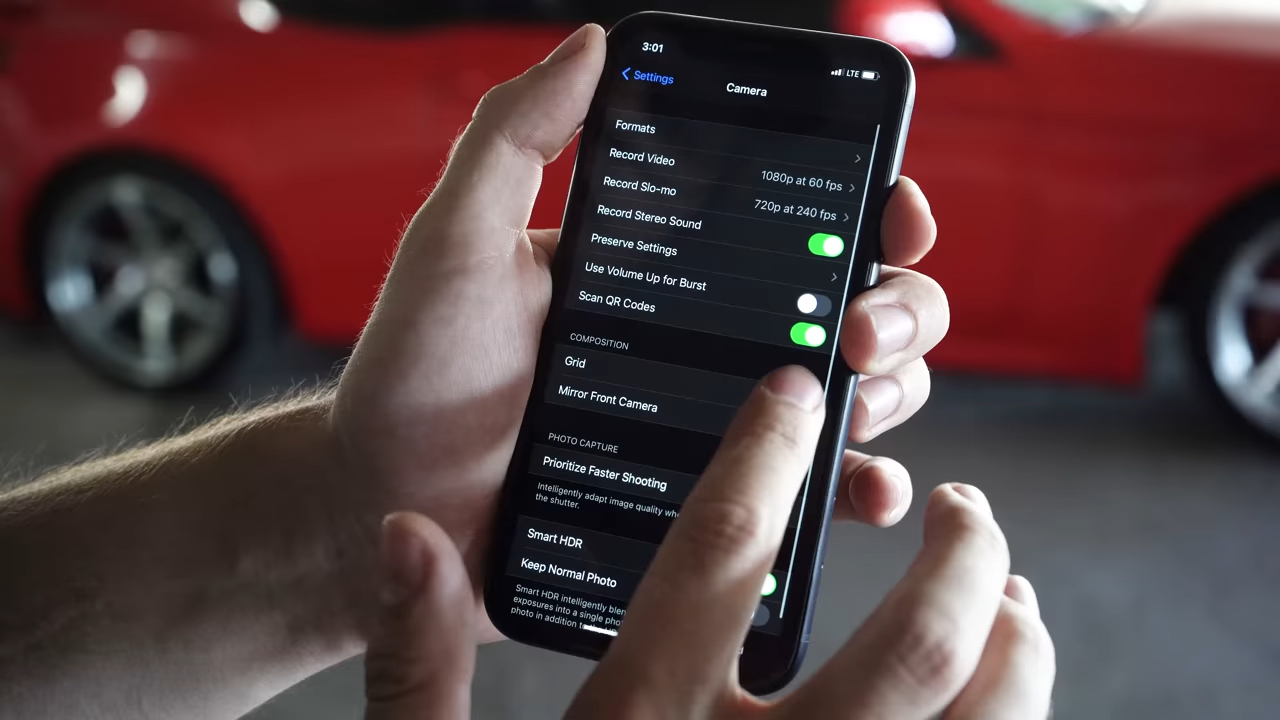 3:01
LTE
Settings
Camera
Formats
Record Video
1080p at 60 fps
Record Slo-mo
720p at 240 fps
Record Stereo Sound
Preserve Settings
Use Volume Up for Burst
Scan QR Codes
COMPOSITION
Grid
Mirror Front Camera
PHOTO CAPTURE
Prioritize Faster Shooting
Intelligently adapt image quality
the shutter.
Smart HDR
Keep Normal Photo
Smart HDR intelligently
exposures into a single
photo in addition